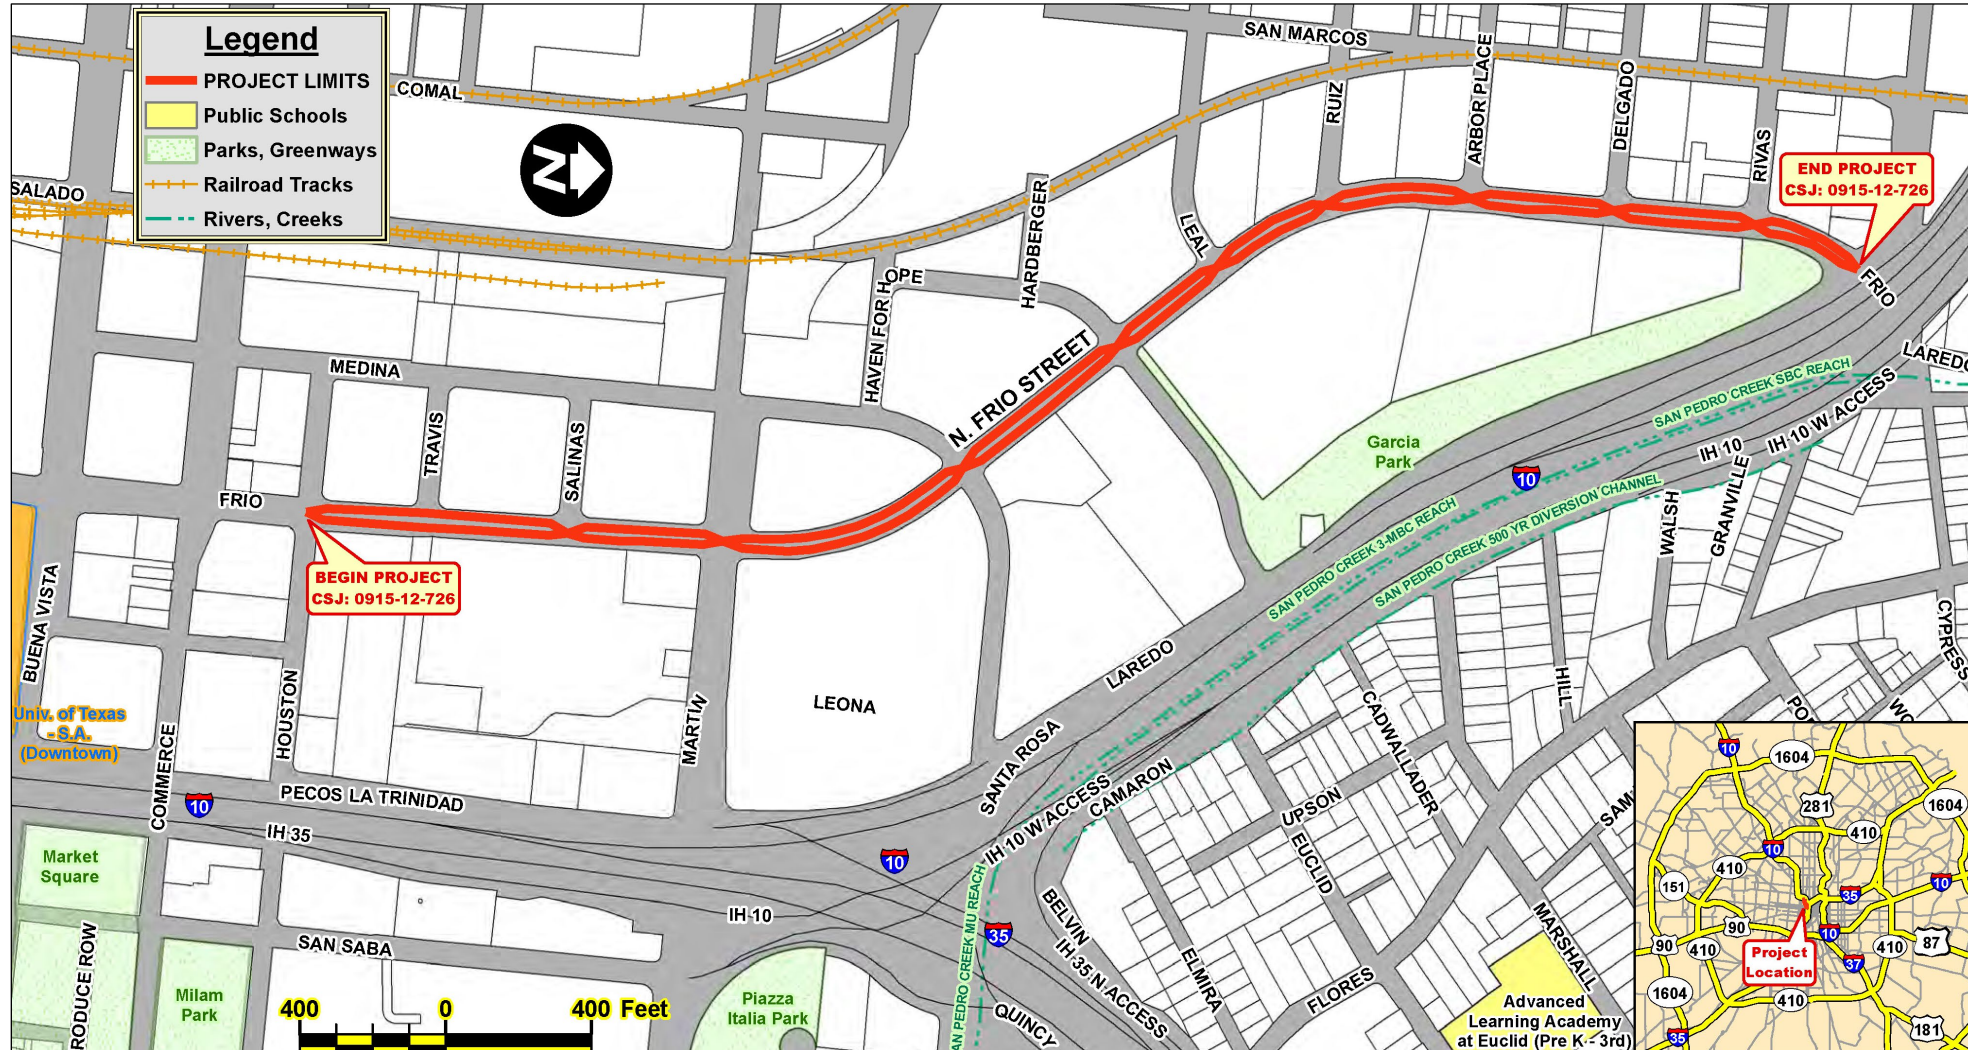 Legend
PROJECT LIMITS
Public Schools
Parks, Greenways
Railroad Tracks
Rivers, Creeks
N
COMAL
SAN MARCOS
SALADO
RUIZ
ARBOR PLACE
DELGADO
RIVAS
END PROJECT
CSJ: 0915-12-726
LEAL
HARDBERGER
HAVEN FOR HOPE
FRIO
LAREDO
MEDINA
TRAVIS
SALINAS
N. FRIO STREET
FRIO
BEGIN PROJECT
CSJ: 0915-12-726
Garcia
Park
SAN PEDRO CREEK SBC REACH
IH 10 W ACCESS
IH 10
10
SAN PEDRO CREEK 3-MBC REACH
SAN PEDRO CREEK 500 YR DIVERSION CHANNEL
WALSH
GRANVILLE
BUENA VISTA
Univ. of Texas
- S.A.
(Downtown)
COMMERCE
HOUSTON
MARTIN
LEONA
LAREDO
SANTA ROSA
CADWALLADER
HILL
CYPRESS
PECOS LA TRINIDAD
10
IH 35
10
IH 10 W ACCESS
CAMARON
UPSON
EUCLID
Market
Square
IH 10
35
SAN PEDRO CREEK MU REACH
BELVIN
IH 35 N ACCESS
ELMIRA
FLORES
MARSHALL
SAN SABA
Milam
Park
Piazza
Italia Park
QUINCY
400
0
400 Feet
Advanced
Learning Academy
at Euclid (Pre K - 3rd)
10
1604
281
1604
410
10
410
151
35
10
90
90
410
10
410
87
37
Project
Location
1604
410
35
181